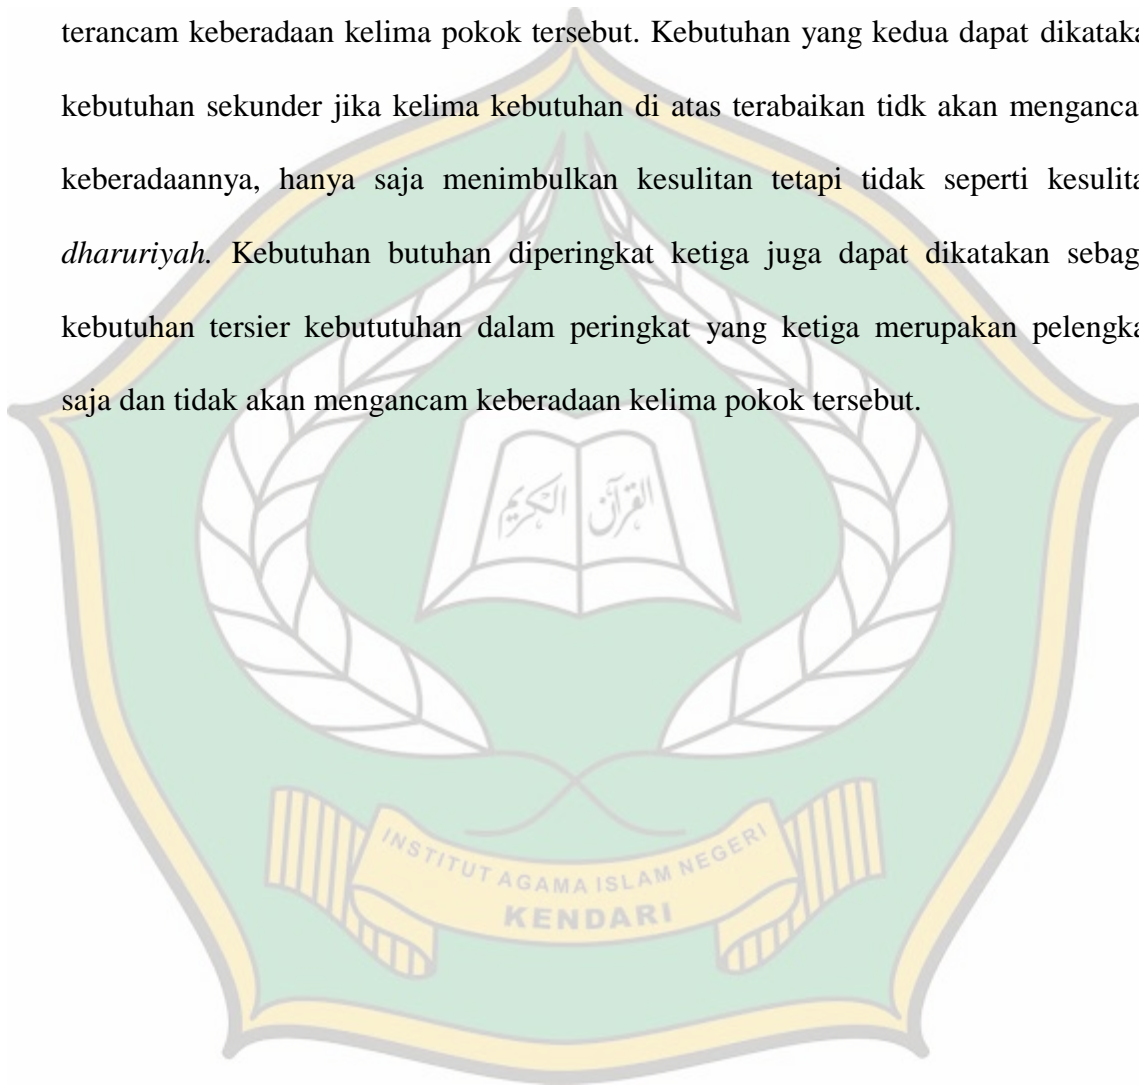 terancam keberadaan kelima pokok tersebut. Kebutuhan yang kedua dapat dikataka
kebutuhan sekunder jika kelima kebutuhan di atas terabaikan tidk akan menganca
keberadaannya, hanya saja menimbulkan kesulitan tetapi tidak seperti kesulita
dharuriyah. Kebutuhan butuhan diperingkat ketiga juga dapat dikatakan sebag
kebutuhan tersier kebututuhan dalam peringkat yang ketiga merupakan pelengka
saja dan tidak akan mengancam keberadaan kelima pokok tersebut.
القرآن الكريم
INSTITUT AGAMA ISLAM NEGERI
KENDARI